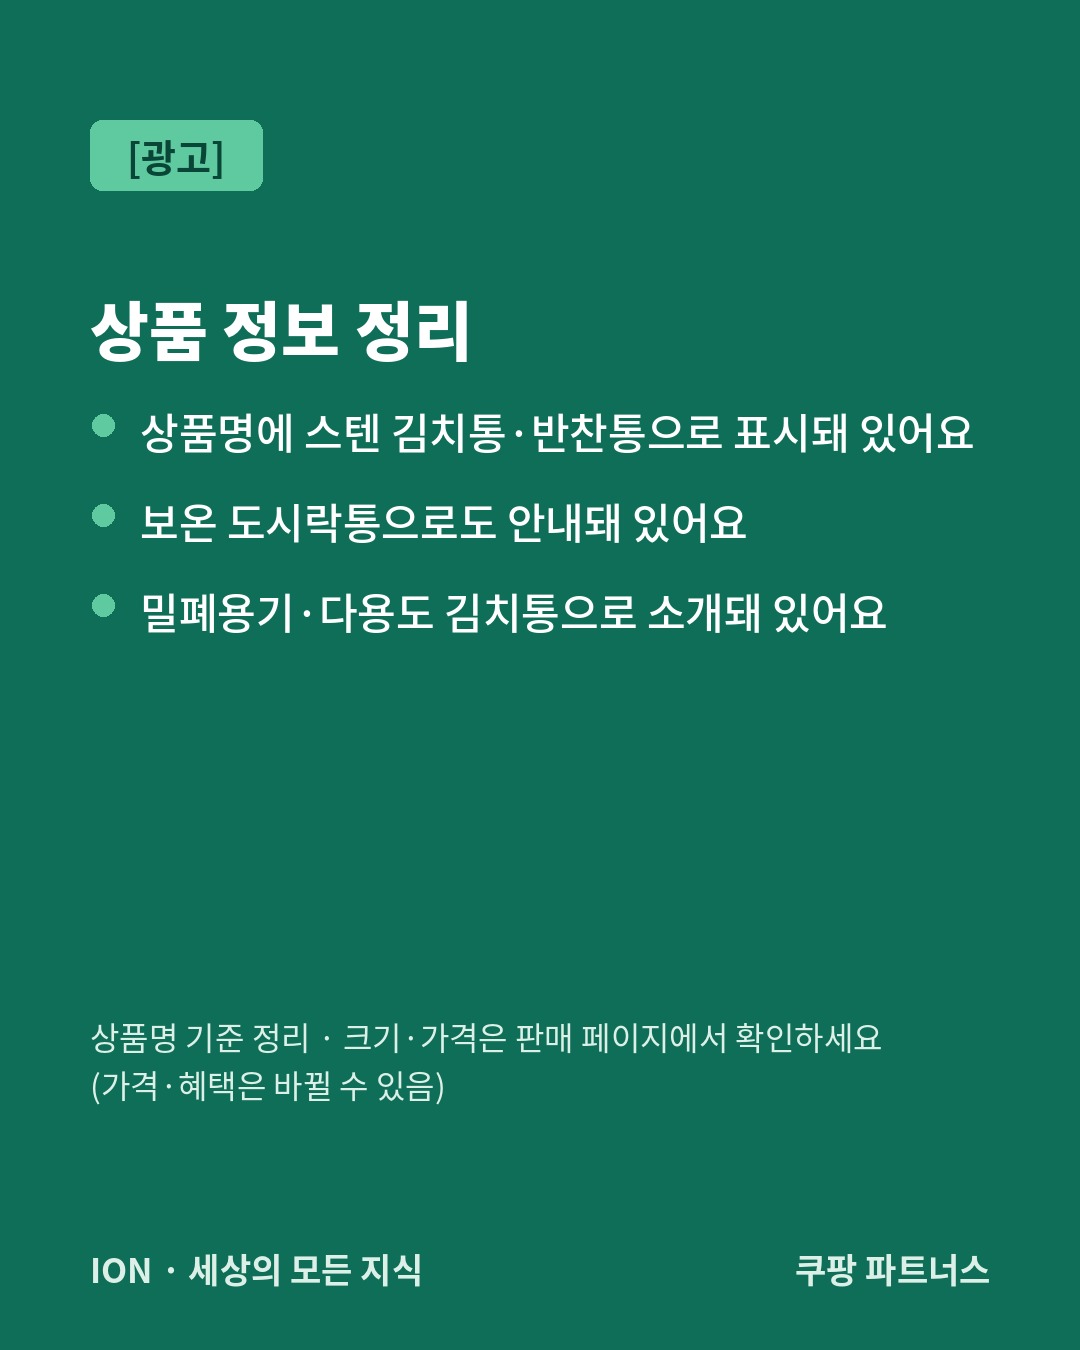 [광고]
상품 정보 정리
상품명에 스텐 김치통·반찬통으로 표시돼 있어요
보온 도시락통으로도 안내돼 있어요
밀폐용기·다용도 김치통으로 소개돼 있어요
상품명 기준 정리 · 크기·가격은 판매 페이지에서 확인하세요
(가격·혜택은 바뀔 수 있음)
ION · 세상의 모든 지식
쿠팡 파트너스